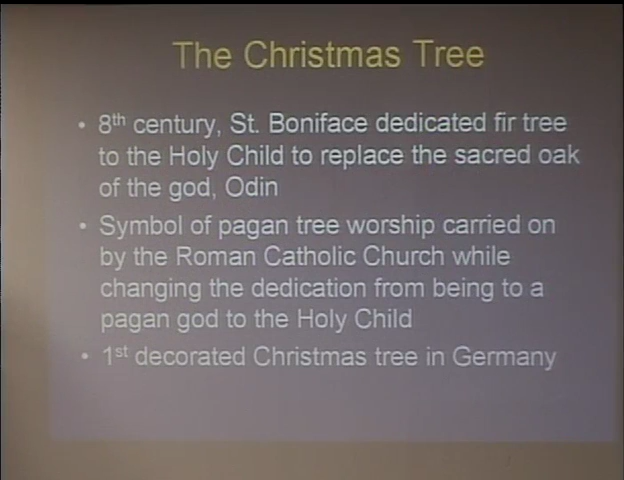 The Christmas Tree
• 8th century, St. Boniface dedicated fir tree
to the Holy Child to replace the sacred oak
of the god, Odin
• Symbol of pagan tree worship carried on
by the Roman Catholic Church while
changing the dedication from being to a
pagan god to the Holy Child
• 1st decorated Christmas tree in Germany